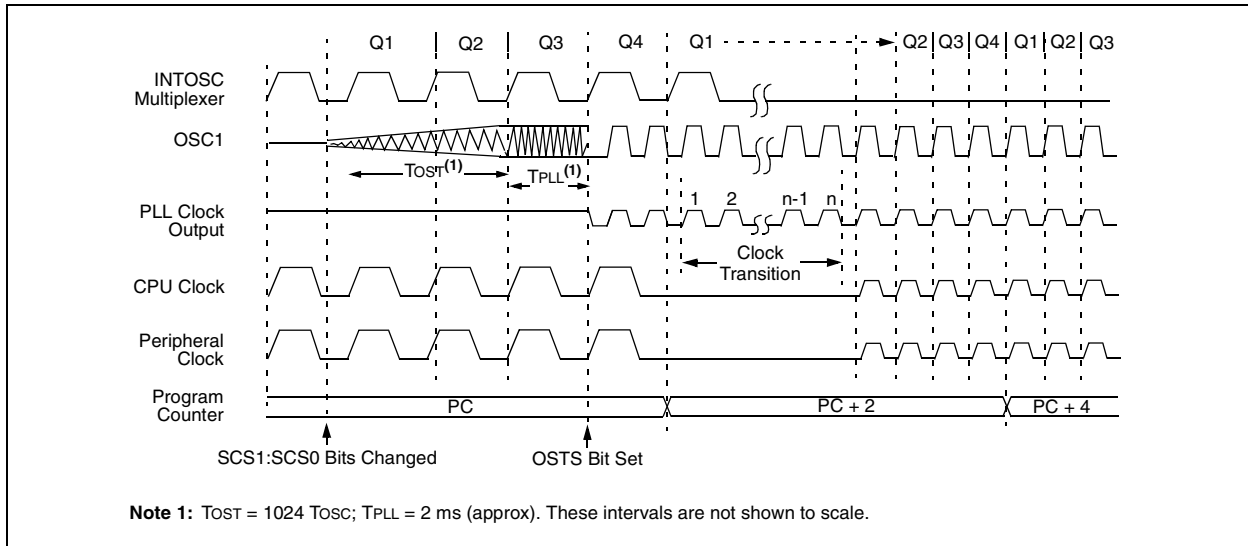 Q1 Q2 Q3 Q4 Q1 Q2 Q3 Q4 Q1 Q2 Q3
INTOSC
Multiplexer
OSC1
TOST(1)
TPLL(1)
1 2 n-1 n
PLL Clock
Output
Clock
Transition
CPU Clock
Peripheral
Clock
Program
Counter
PC PC + 2 PC + 4
SCS1:SCS0 Bits Changed OSTS Bit Set
Note 1: TOST = 1024 TOSC; TPLL = 2 ms (approx). These intervals are not shown to scale.